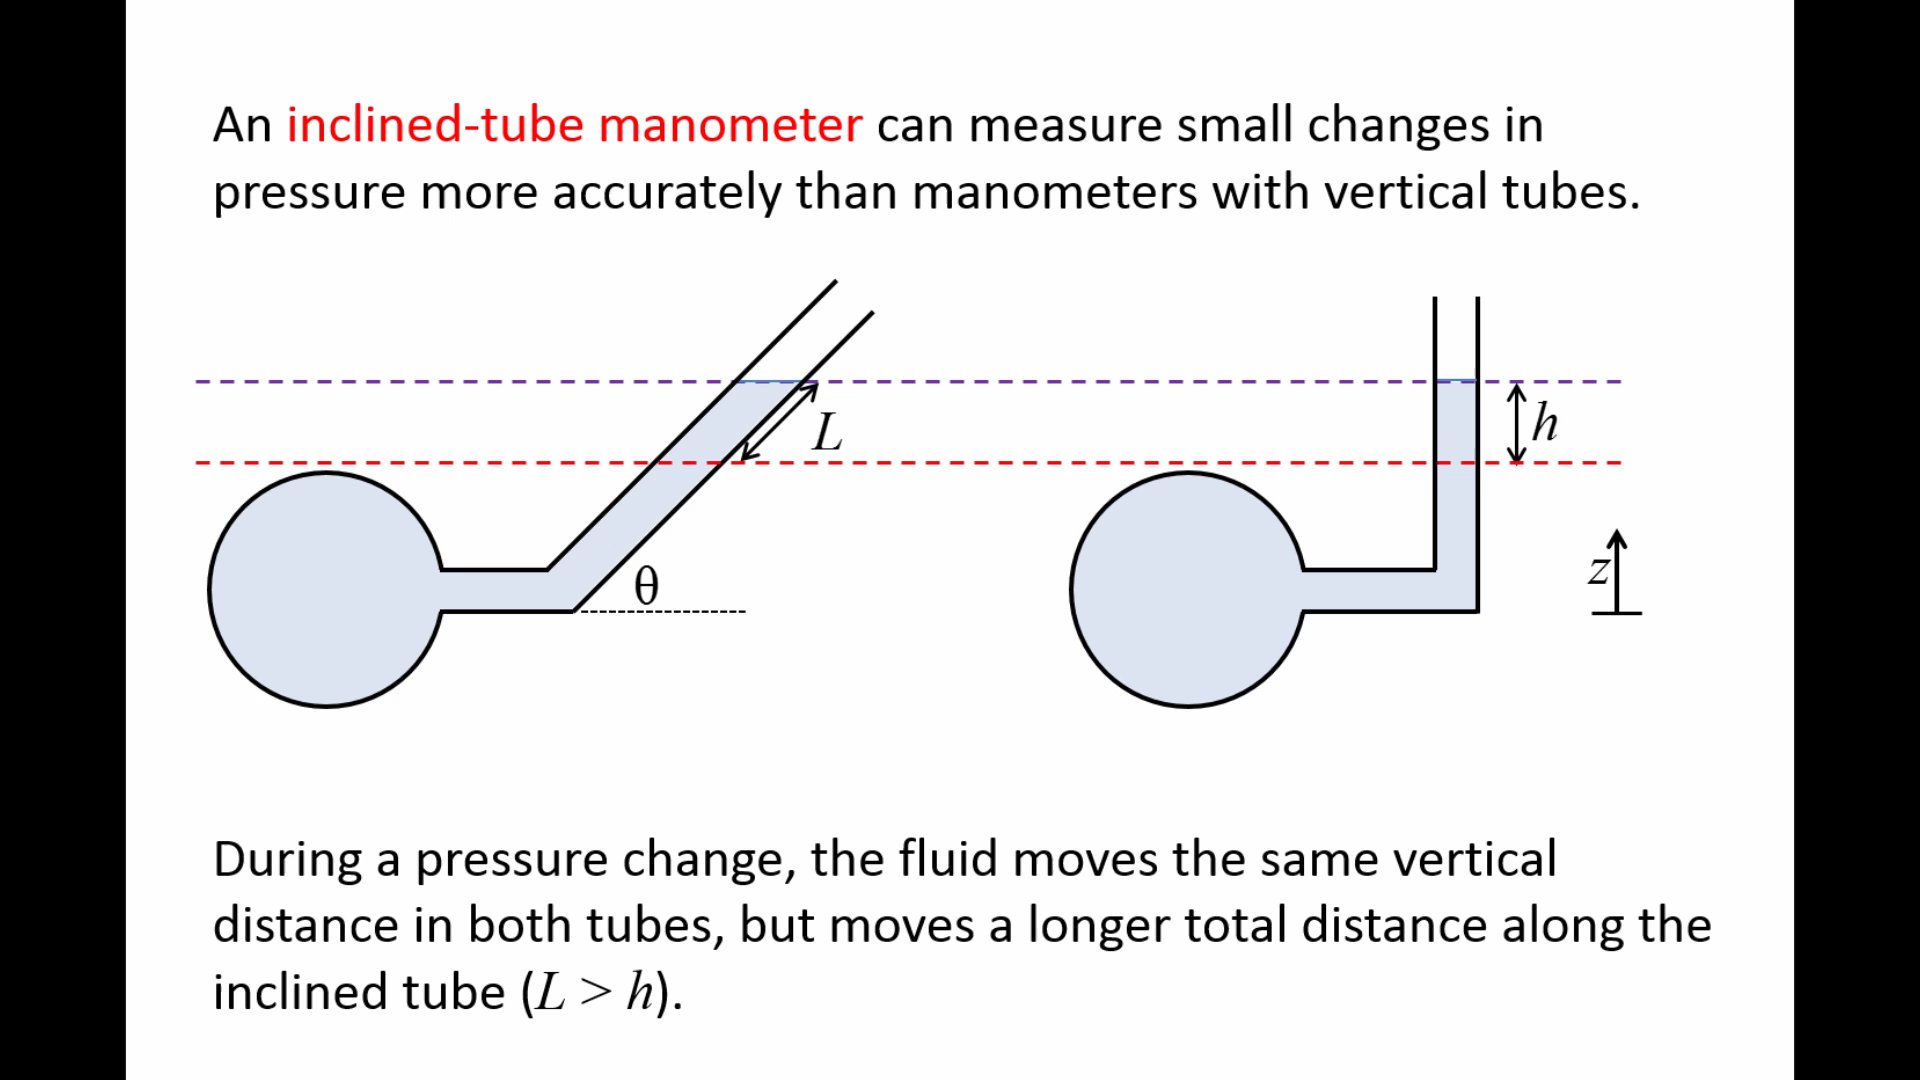 An inclined-tube manometer can measure small changes in
pressure more accurately than manometers with vertical tubes.
L
h
θ
z
During a pressure change, the fluid moves the same vertical
distance in both tubes, but moves a longer total distance along the
inclined tube (L > h).